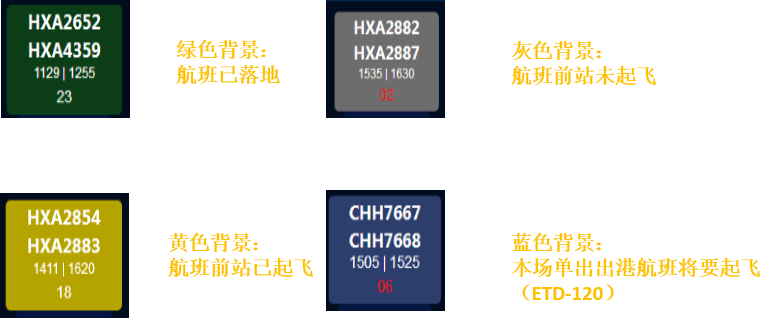 HXA2652
HXA4359
1129 | 1255
23
绿色背景：
航班已落地
HXA2882
HXA2887
1535 | 1630
02
灰色背景：
航班前站未起飞
HXA2854
HXA2883
1411 | 1620
18
黄色背景：
航班前站已起飞
CHH7667
CHH7668
1505 | 1525
06
蓝色背景：
本场单出出港航班将要起飞
（ETD-120）